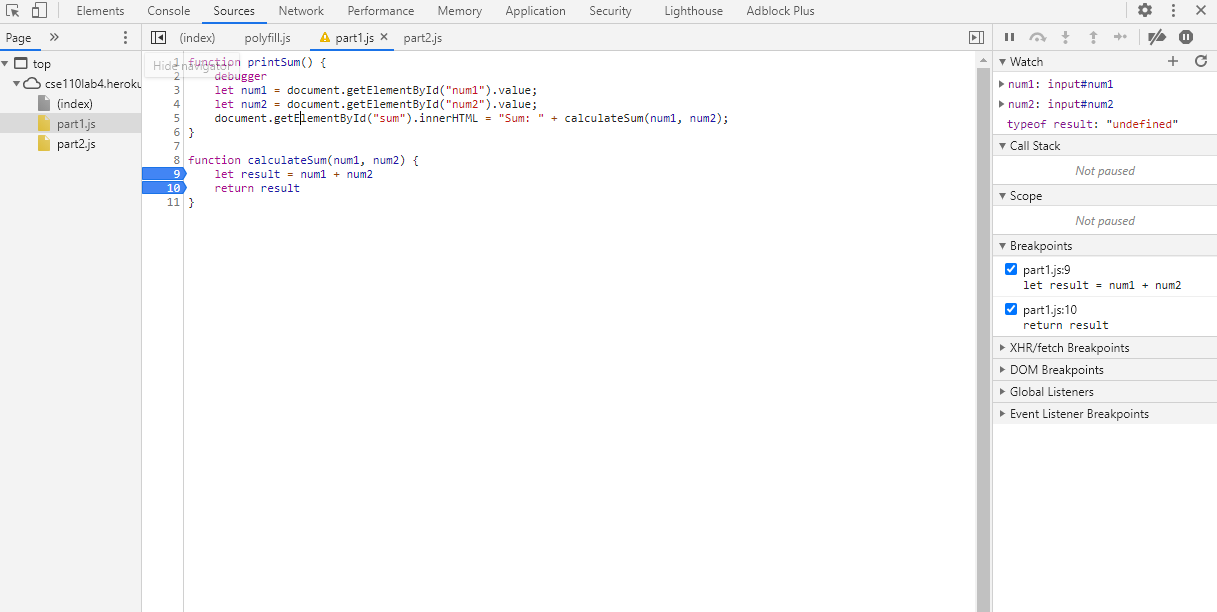 Elements Console Sources Network Performance Memory Application Security Lighthouse Adblock Plus
Page (index) polyfill.js part1.js part2.js
top
cse110lab4.heroku
(index)
part1.js
part2.js
Hide navigator
1 function printSum() {
2 debugger
3 let num1 = document.getElementById("num1").value;
4 let num2 = document.getElementById("num2").value;
5 document.getElementById("sum").innerHTML = "Sum: " + calculateSum(num1, num2);
6 }
7
8 function calculateSum(num1, num2) {
9 let result = num1 + num2
10 return result
11 }
Watch
num1: input#num1
num2: input#num2
typeof result: "undefined"
Call Stack
Not paused
Scope
Not paused
Breakpoints
part1.js:9
let result = num1 + num2
part1.js:10
return result
XHR/fetch Breakpoints
DOM Breakpoints
Global Listeners
Event Listener Breakpoints